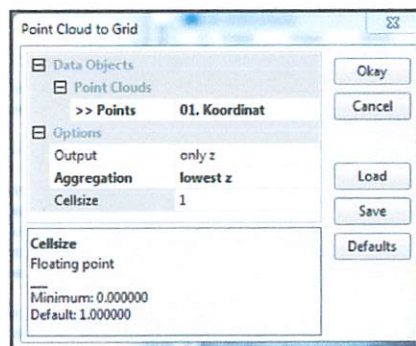 Point Cloud to Grid
Data Objects
Point Clouds
>> Points 01. Koordinat
Options
Output only z
Aggregation lowest z
Cellsize 1
Cellsize
Floating point
Minimum: 0.000000
Default: 1.000000
Okay
Cancel
Load
Save
Defaults